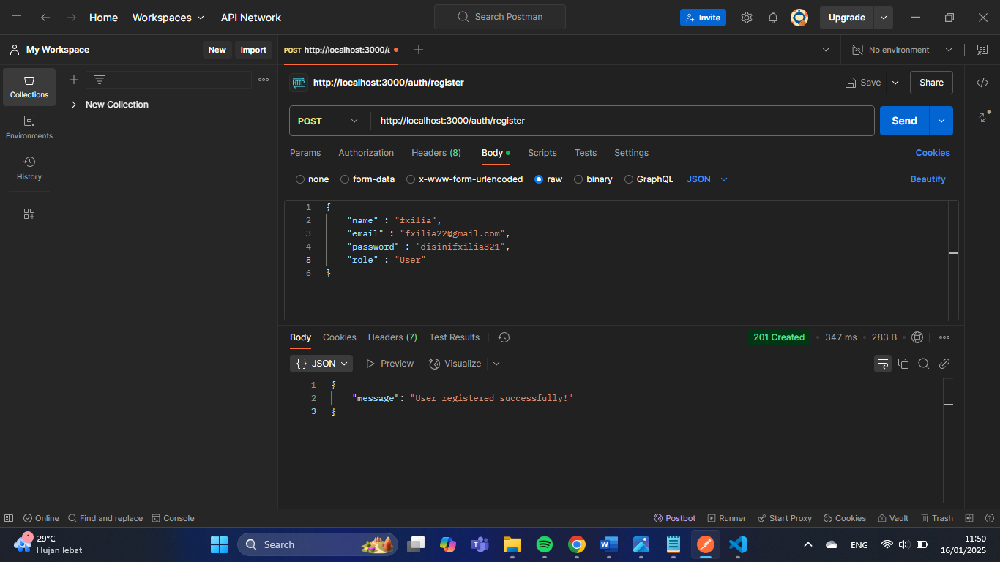 Home Workspaces API Network Search Postman Invite Upgrade
My Workspace New Import POST http://localhost:3000/a No environment
Collections
New Collection
Environments
History
HTTP http://localhost:3000/auth/register Save Share
POST http://localhost:3000/auth/register Send
Params Authorization Headers (8) Body Scripts Tests Settings Cookies
none form-data x-www-form-urlencoded raw binary GraphQL JSON Beautify
1 {
2 "name" : "fxilia",
3 "email" : "fxilia22@gmail.com",
4 "password" : "disinifxilia321",
5 "role" : "User"
6 }
Body Cookies Headers (7) Test Results 201 Created 347 ms 283 B
{} JSON Preview Visualize
1 {
2 "message": "User registered successfully!"
3 }
Online Find and replace Console Postbot Runner Start Proxy Cookies Vault Trash
1 29°C
Hujan lebat
Search
ENG
11:50
16/01/2025